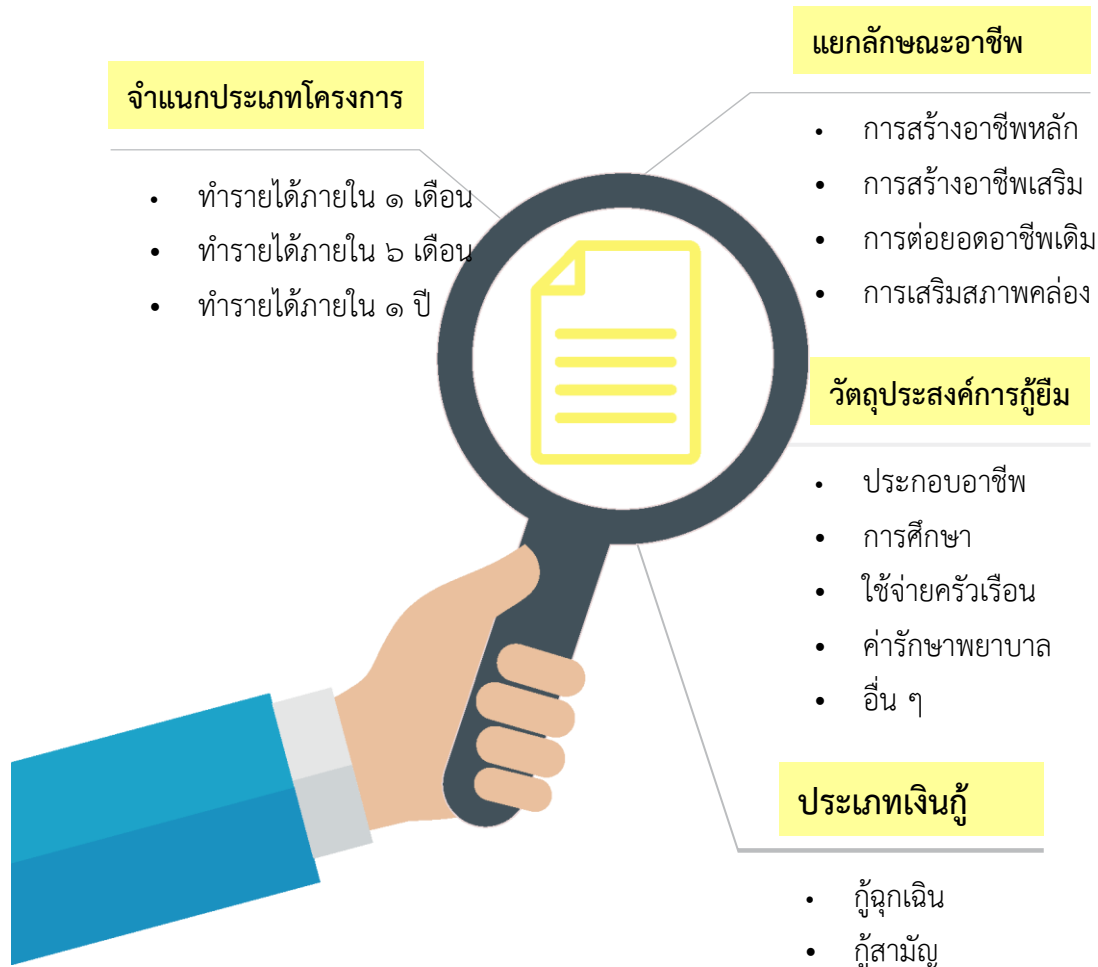 จำแนกประเภทโครงการ
• ทำรายได้ภายใน ๑ เดือน
• ทำรายได้ภายใน ๖ เดือน
• ทำรายได้ภายใน ๑ ปี
แยกลักษณะอาชีพ
• การสร้างอาชีพหลัก
• การสร้างอาชีพเสริม
• การต่อยอดอาชีพเดิม
• การเสริมสภาพคล่อง
วัตถุประสงค์การกู้ยืม
• ประกอบอาชีพ
• การศึกษา
• ใช้จ่ายครัวเรือน
• ค่ารักษาพยาบาล
• อื่น ๆ
ประเภทเงินกู้
• กู้ฉุกเฉิน
• กู้สามัญ